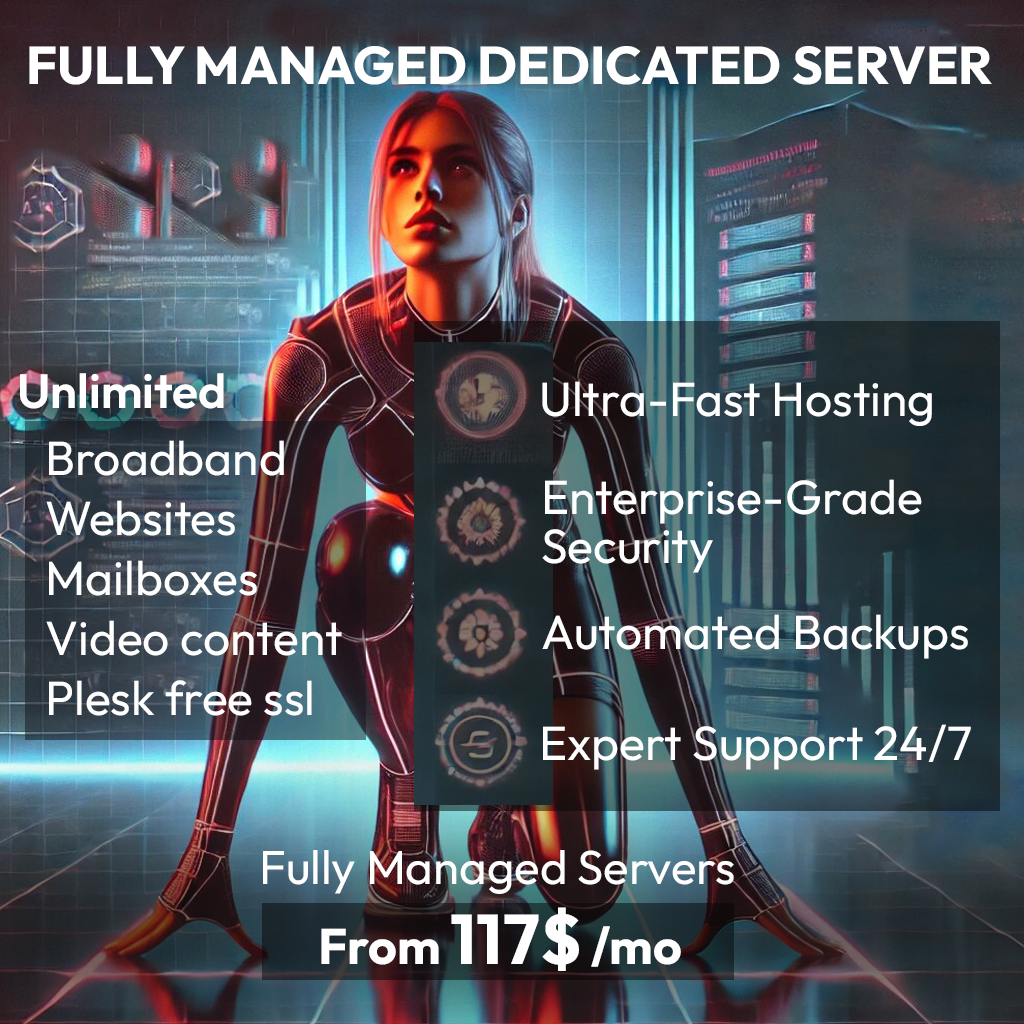 FULLY MANAGED DEDICATED SERVER
Unlimited
Broadband
Websites
Mailboxes
Video content
Plesk free ssl
Ultra-Fast Hosting
Enterprise-Grade
Security
Automated Backups
Expert Support 24/7
Fully Managed Servers
From 117$ /mo